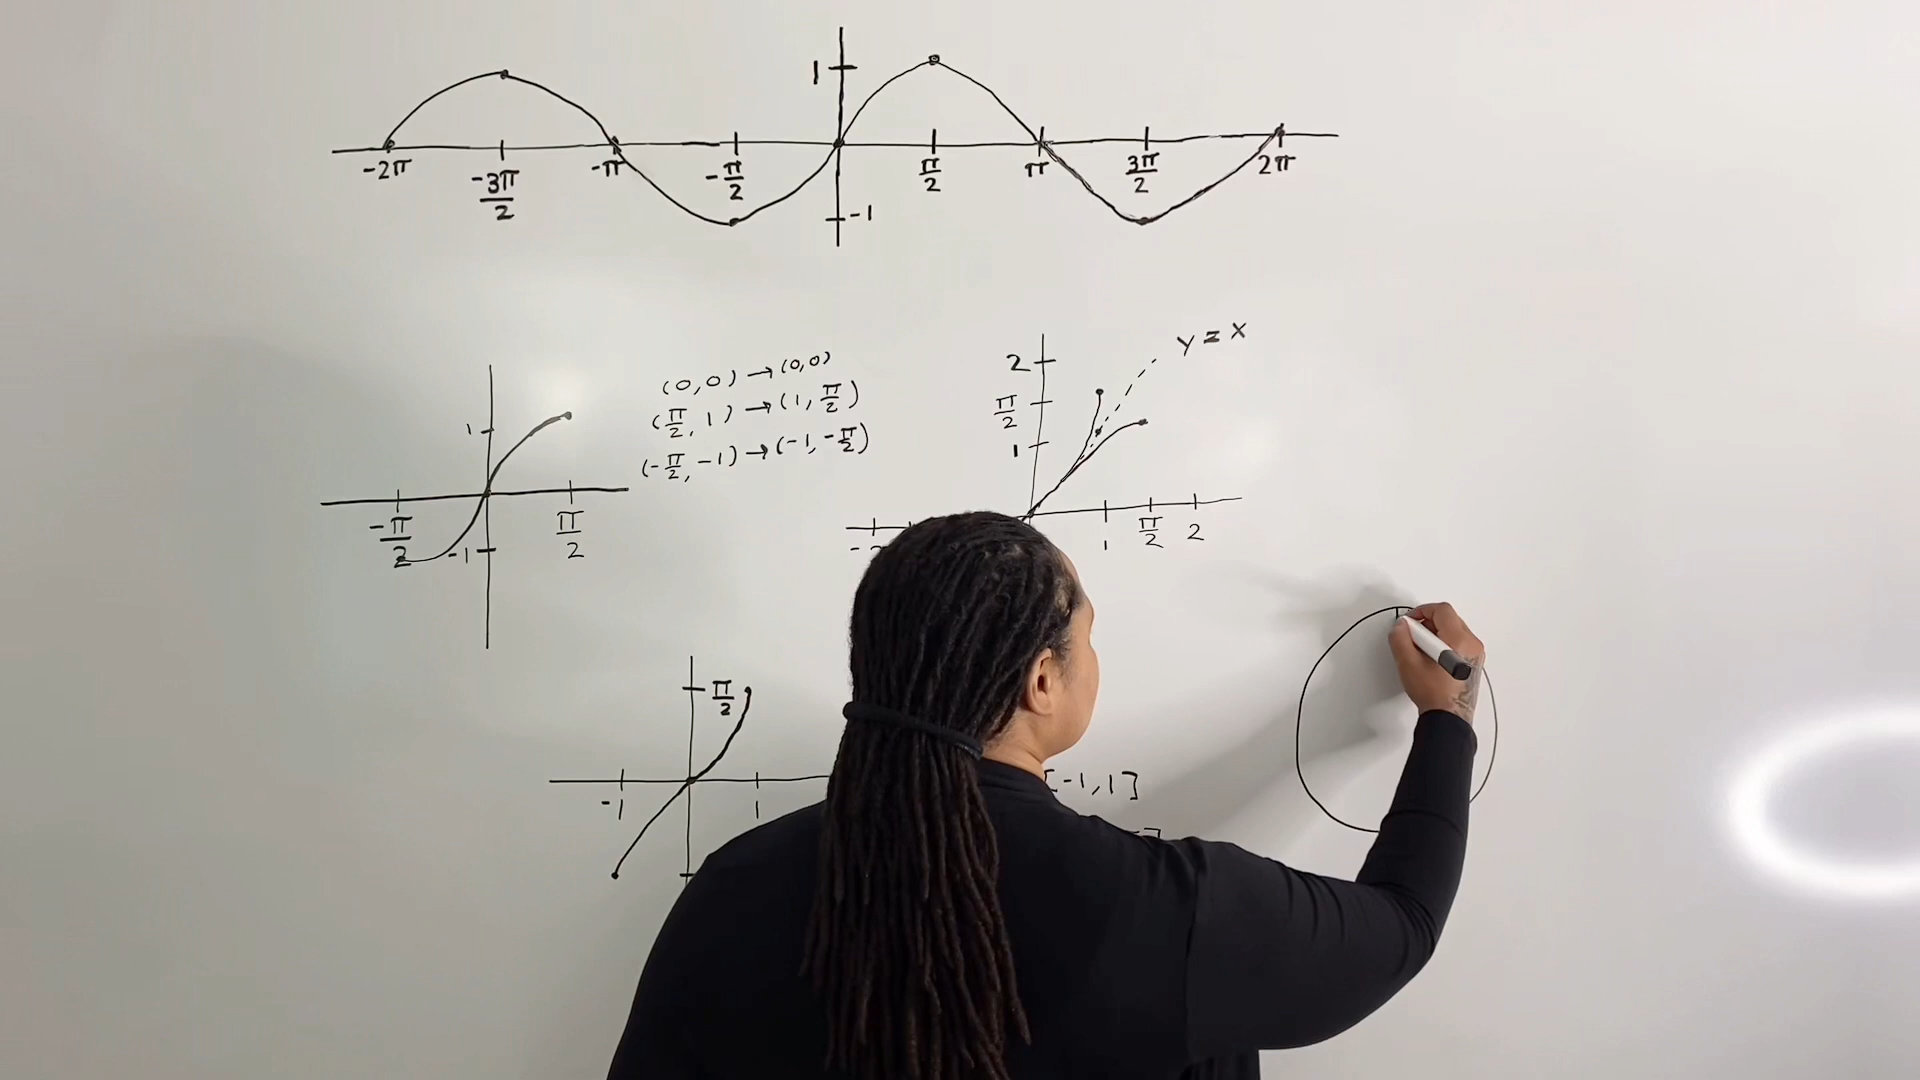 1
-2π -3π/2 -π -π/2 π/2 π 3π/2 2π
-1
(0,0) → (0,0)
(π/2, 1) → (1, π/2)
(-π/2, -1) → (-1, -π/2)
1
-π/2 π/2
-1
y = x
2
π/2
1
1 π/2 2
π/2
-1 1
[-1,1]